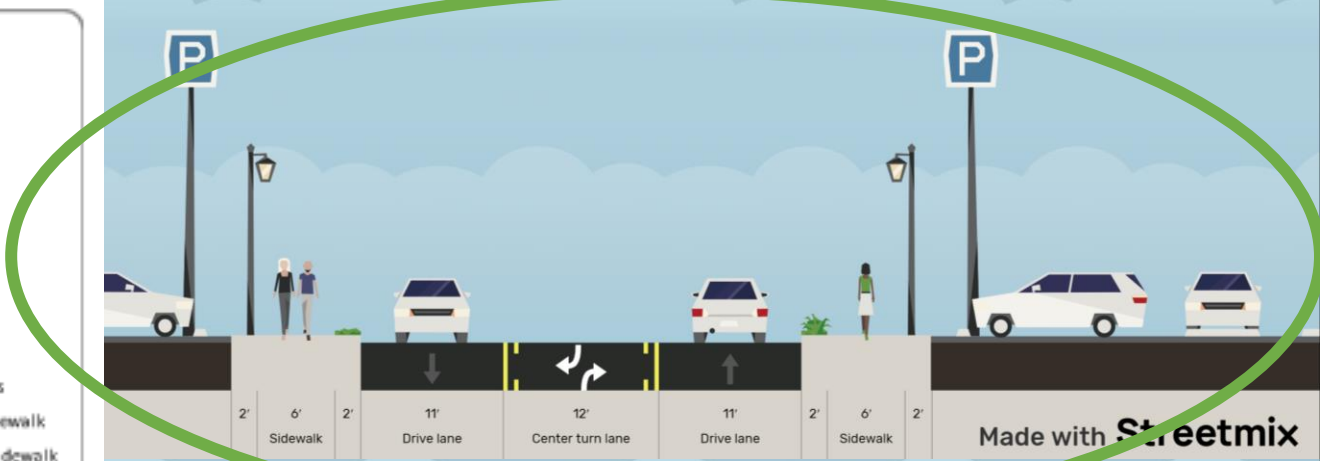 P
P
2' 6' 2' 11' 12' 11' 2' 6' 2'
Sidewalk Drive lane Center turn lane Drive lane Sidewalk
Made with Streetmix